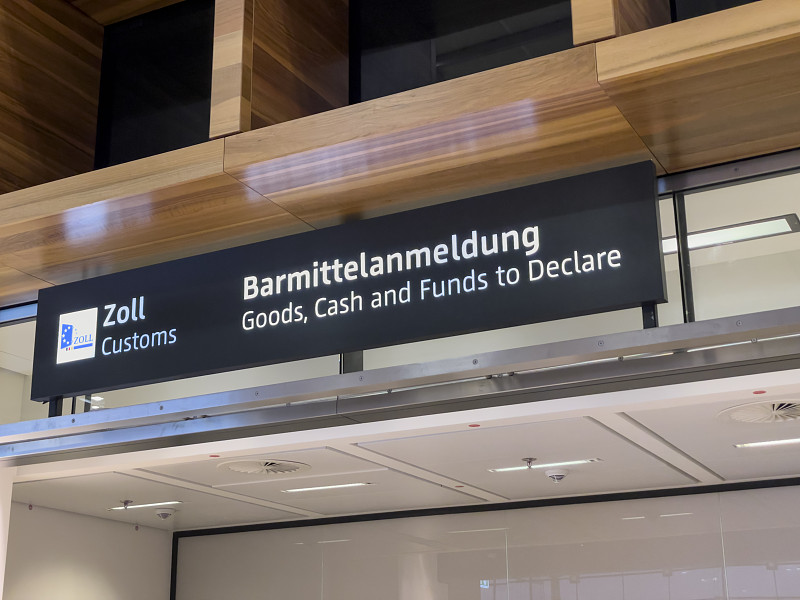 ZOLL
Zoll
Customs
Barmittelanmeldung
Goods, Cash and Funds to Declare